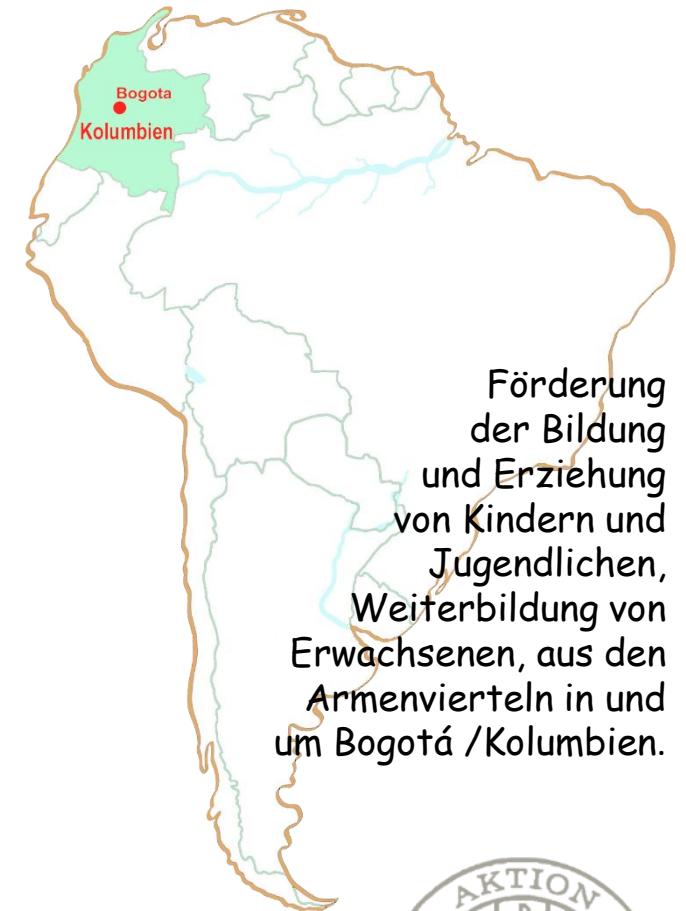 Bogota
Kolumbien
Förderung
der Bildung
und Erziehung
von Kindern und
Jugendlichen,
Weiterbildung von
Erwachsenen, aus den
Armenvierteln in und
um Bogotá /Kolumbien.
AKTION